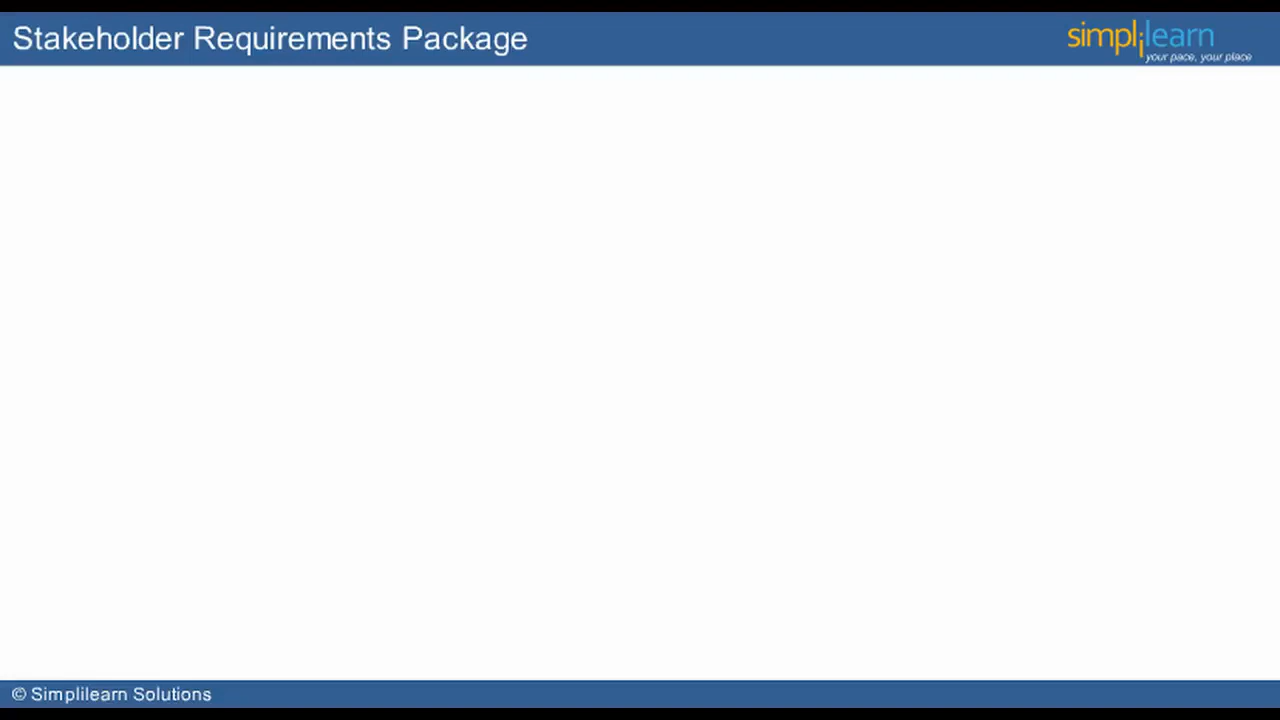 Stakeholder Requirements Package
simplilearn
your pace, your place
© Simplilearn Solutions